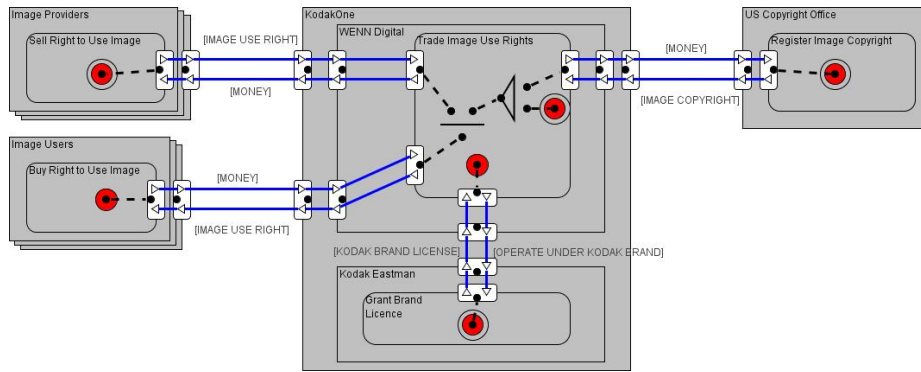 Image Providers
KodakOne
US Copyright Office
WENN Digital
Sell Right to Use Image
[IMAGE USE RIGHT]
Trade Image Use Rights
[MONEY]
Register Image Copyright
[MONEY]
[IMAGE COPYRIGHT]
Image Users
Buy Right to Use Image
[MONEY]
[IMAGE USE RIGHT]
[KODAK BRAND LICENSE]
[OPERATE UNDER KODAK BRAND]
Kodak Eastman
Grant Brand
Licence